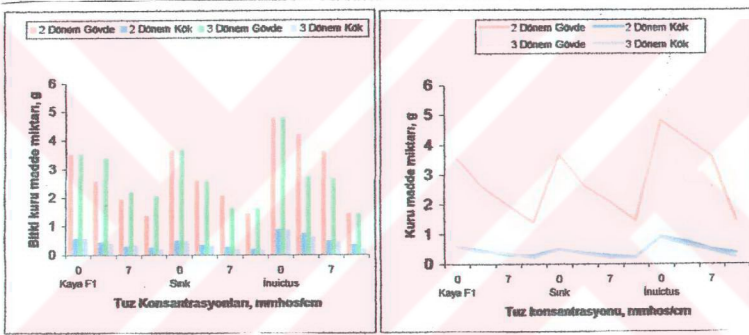 2 Dönem Gövde 2 Dönem Kök 3 Dönem Gövde 3 Dönem Kök
Bitki kuru madde miktarı, g
6
5
4
3
2
1
0
0 7 0 7 0 7
Kaya F1 Sırık İnuictus
Tuz Konsantrasyonları, mmhos/cm
2 Dönem Gövde 2 Dönem Kök
3 Dönem Gövde 3 Dönem Kök
Kuru madde miktarı, g
6
5
4
3
2
1
0
0 7 0 7 0 7
Kaya F1 Sırık İnuictus
Tuz konsantrasyonu, mmhos/cm